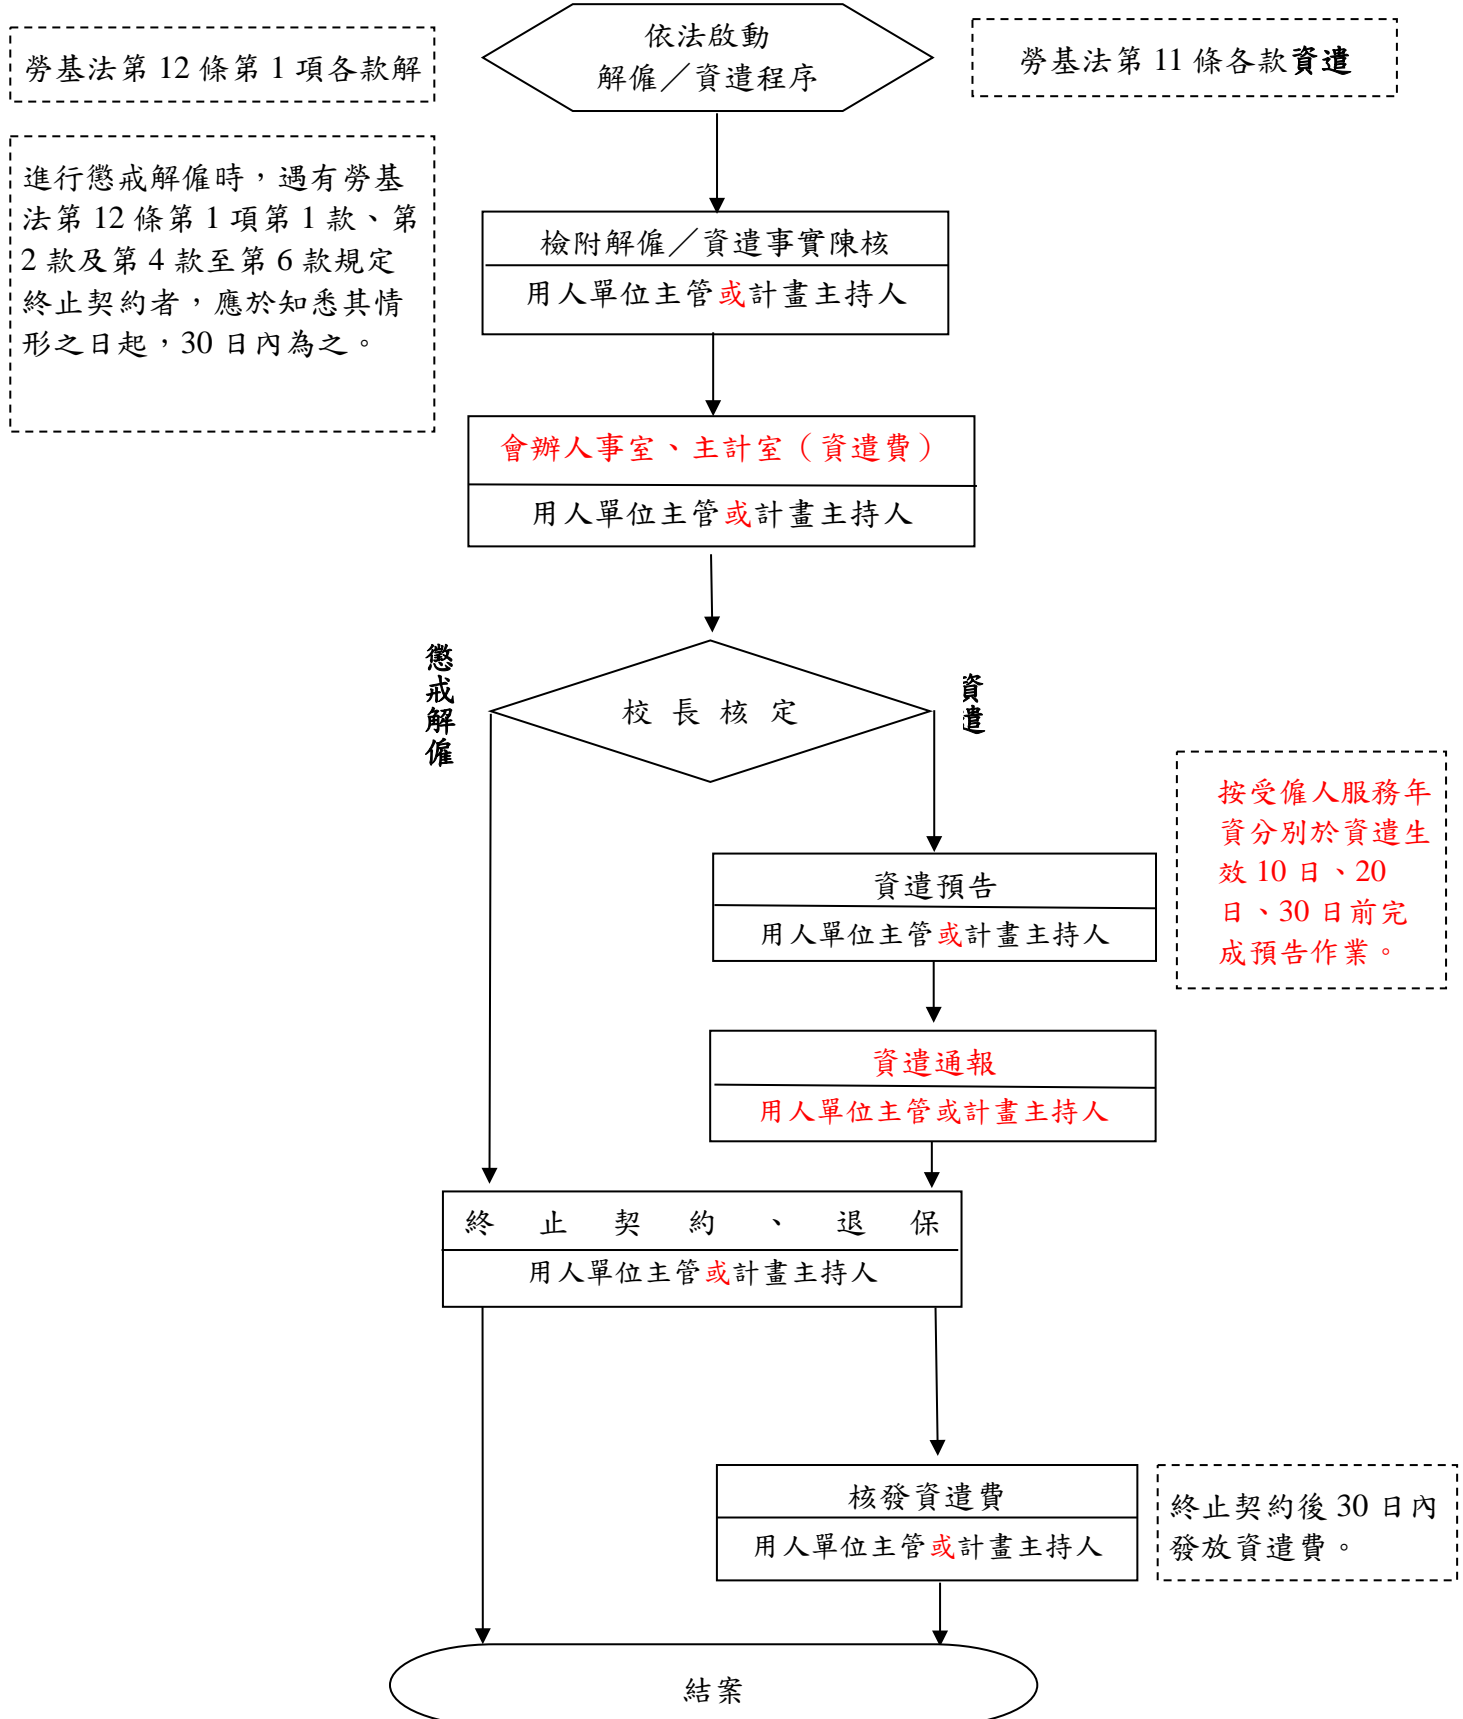 依法啟動
解僱／資遣程序
勞基法第 12 條第 1 項各款解
勞基法第 11 條各款資遣
進行懲戒解僱時，遇有勞基
法第 12 條第 1 項第 1 款、第
2 款及第 4 款至第 6 款規定
終止契約者，應於知悉其情
形之日起，30 日內為之。
檢附解僱／資遣事實陳核
用人單位主管或計畫主持人
會辦人事室、主計室（資遣費）
用人單位主管或計畫主持人
懲戒解僱
校長核定
資遣
按受僱人服務年
資分別於資遣生
效 10 日、20
日、30 日前完
成預告作業。
資遣預告
用人單位主管或計畫主持人
資遣通報
用人單位主管或計畫主持人
終止契約、退保
用人單位主管或計畫主持人
核發資遣費
用人單位主管或計畫主持人
終止契約後 30 日內
發放資遣費。
結案